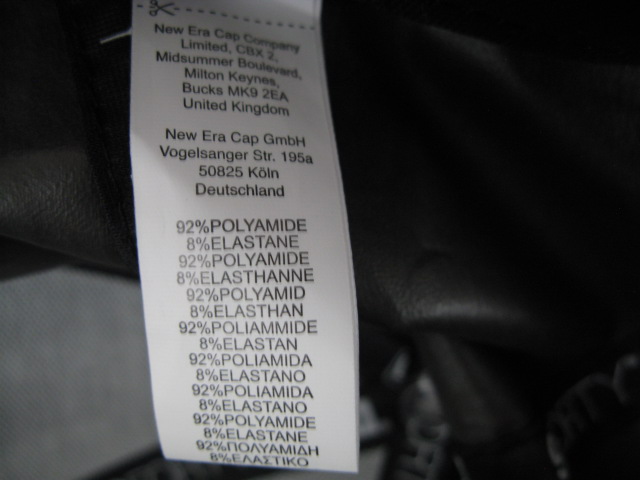 New Era Cap Company
Limited, CBX 2,
Midsummer Boulevard,
Milton Keynes,
Bucks MK9 2EA
United Kingdom
New Era Cap GmbH
Vogelsanger Str. 195a
50825 Köln
Deutschland
92%POLYAMIDE
8%ELASTANE
92%POLYAMIDE
8%ELASTHANNE
92%POLYAMID
8%ELASTHAN
92%POLIAMMIDE
8%ELASTAN
92%POLIAMIDA
8%ELASTANO
92%POLIAMIDA
8%ELASTANO
92%POLYAMIDE
8%ELASTANE
92%ΠΟΛΥΑΜΙΔΗ
8%ΕΛΑΣΤΙΚΟ